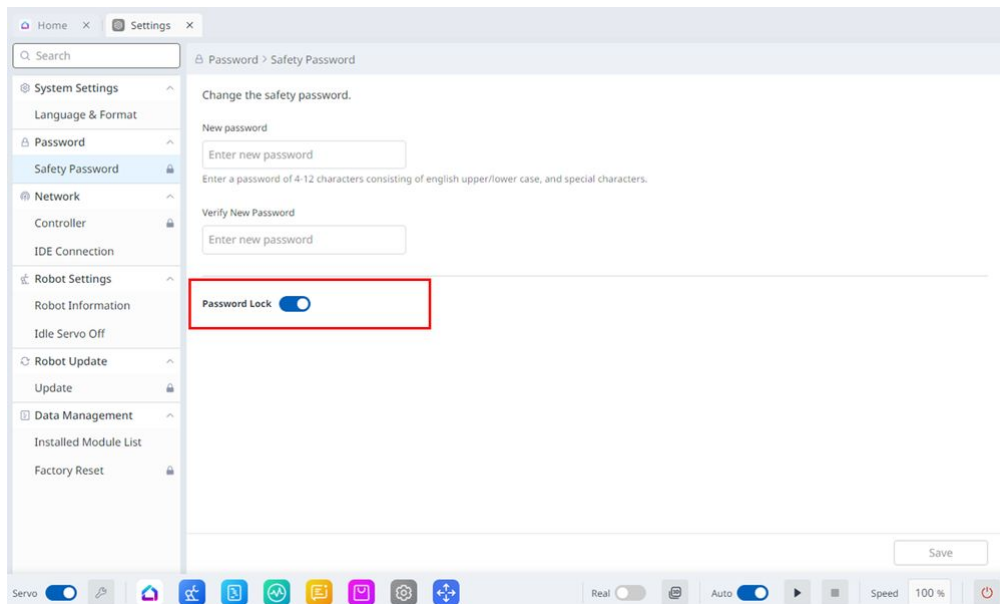 Home
Settings
Search
Password > Safety Password
System Settings
Language & Format
Password
Safety Password
Network
Controller
IDE Connection
Robot Settings
Robot Information
Idle Servo Off
Robot Update
Update
Data Management
Installed Module List
Factory Reset
Change the safety password.
New password
Enter new password
Enter a password of 4-12 characters consisting of english upper/lower case, and special characters.
Verify New Password
Enter new password
Password Lock
Save
Servo
Real
Auto
Speed
100 %